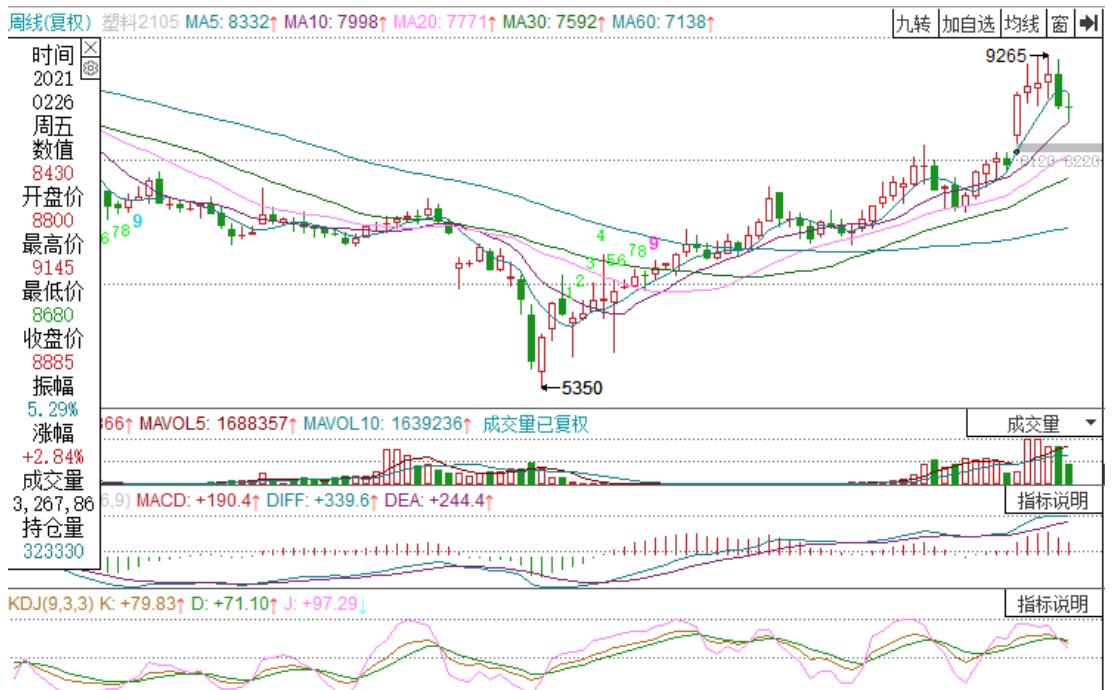 周线(复权) 塑料2105 MA5: 8332↑ MA10: 7998↑ MA20: 7771↑ MA30: 7592↑ MA60: 7138↑
九转 加自选 均线 窗
时间
2021
0226
周五
数值
8430
开盘价
8800
最高价
9145
最低价
8680
收盘价
8885
振幅
5.29%
涨幅
+2.84%
成交量
3,267,86
持仓量
323330
9265
8120-8220
6 7 8 9
1 2 3 4 5 6 7 8 9
5350
366↑ MAVOL5: 1688357↑ MAVOL10: 1639236↑ 成交量已复权
成交量
6,9) MACD: +190.4↑ DIFF: +339.6↑ DEA: +244.4↑
指标说明
KDJ(9,3,3) K: +79.83↑ D: +71.10↑ J: +97.29↓
指标说明